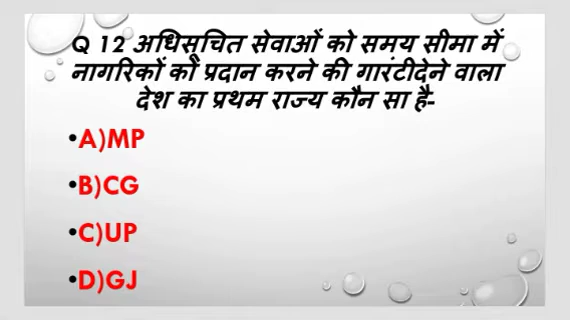 Q 12 अधिसूचित सेवाओं को समय सीमा में
नागरिकों को प्रदान करने की गारंटीदेने वाला
देश का प्रथम राज्य कौन सा है-
•A)MP
•B)CG
•C)UP
•D)GJ